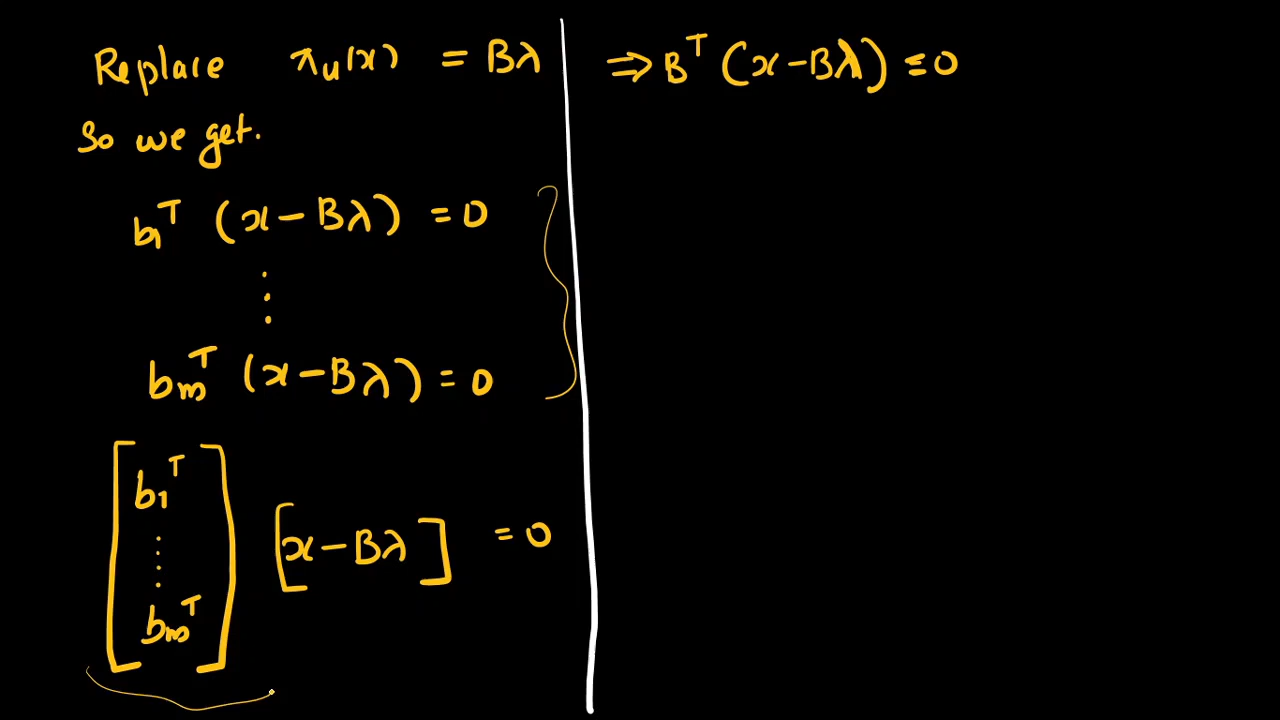 Replace πᵤ(x) = Bλ
So we get.
b₁ᵀ (x – Bλ) = 0
⋮
bₘᵀ (x – Bλ) = 0
[b₁ᵀ ⋮ bₘᵀ] [x – Bλ] = 0
⇒ Bᵀ (x – Bλ) = 0